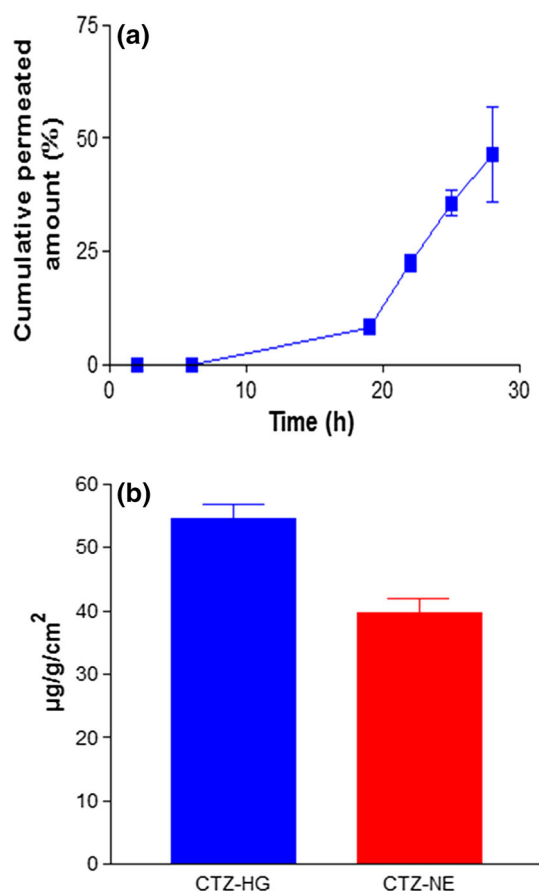 (a)
Cumulative permeated
amount (%)
75
50
25
0
0 10 20 30
Time (h)
(b)
µg/g/cm²
60
50
40
30
20
10
0
CTZ-HG CTZ-NE